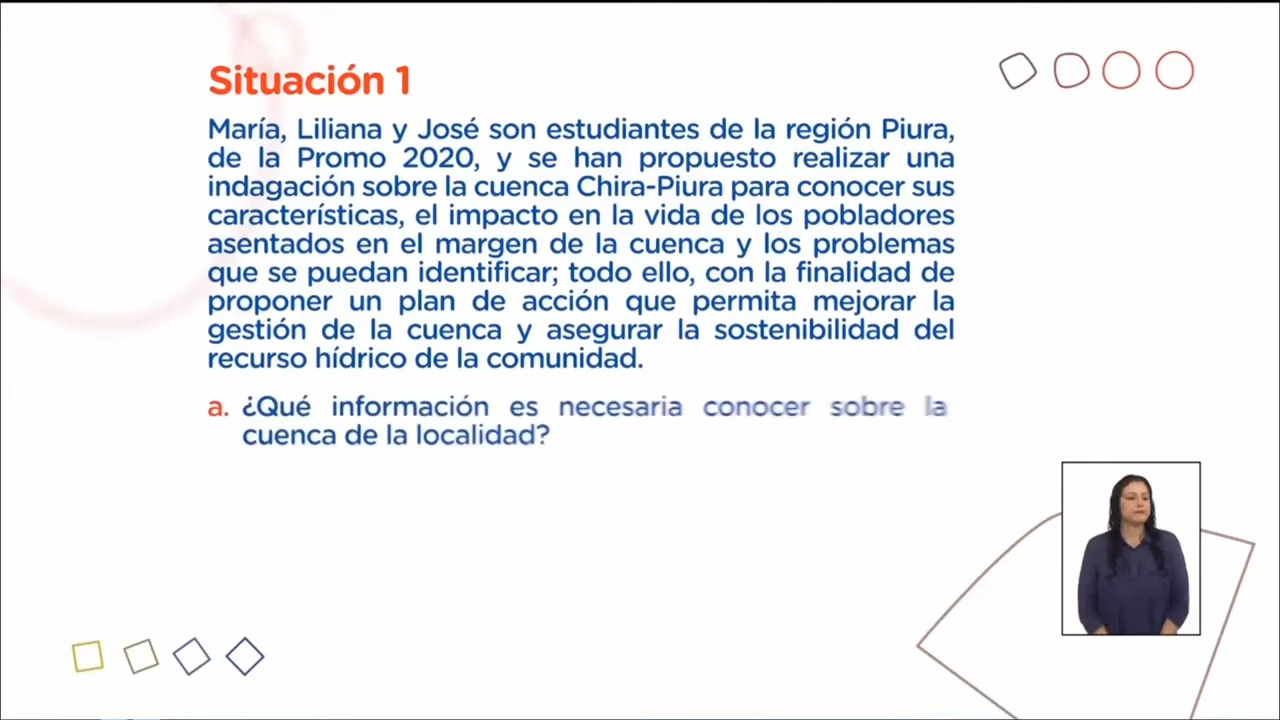 Situación 1
María, Liliana y José son estudiantes de la región Piura,
de la Promo 2020, y se han propuesto realizar una
indagación sobre la cuenca Chira-Piura para conocer sus
características, el impacto en la vida de los pobladores
asentados en el margen de la cuenca y los problemas
que se puedan identificar; todo ello, con la finalidad de
proponer un plan de acción que permita mejorar la
gestión de la cuenca y asegurar la sostenibilidad del
recurso hídrico de la comunidad.
a. ¿Qué información es necesaria conocer sobre la
cuenca de la localidad?